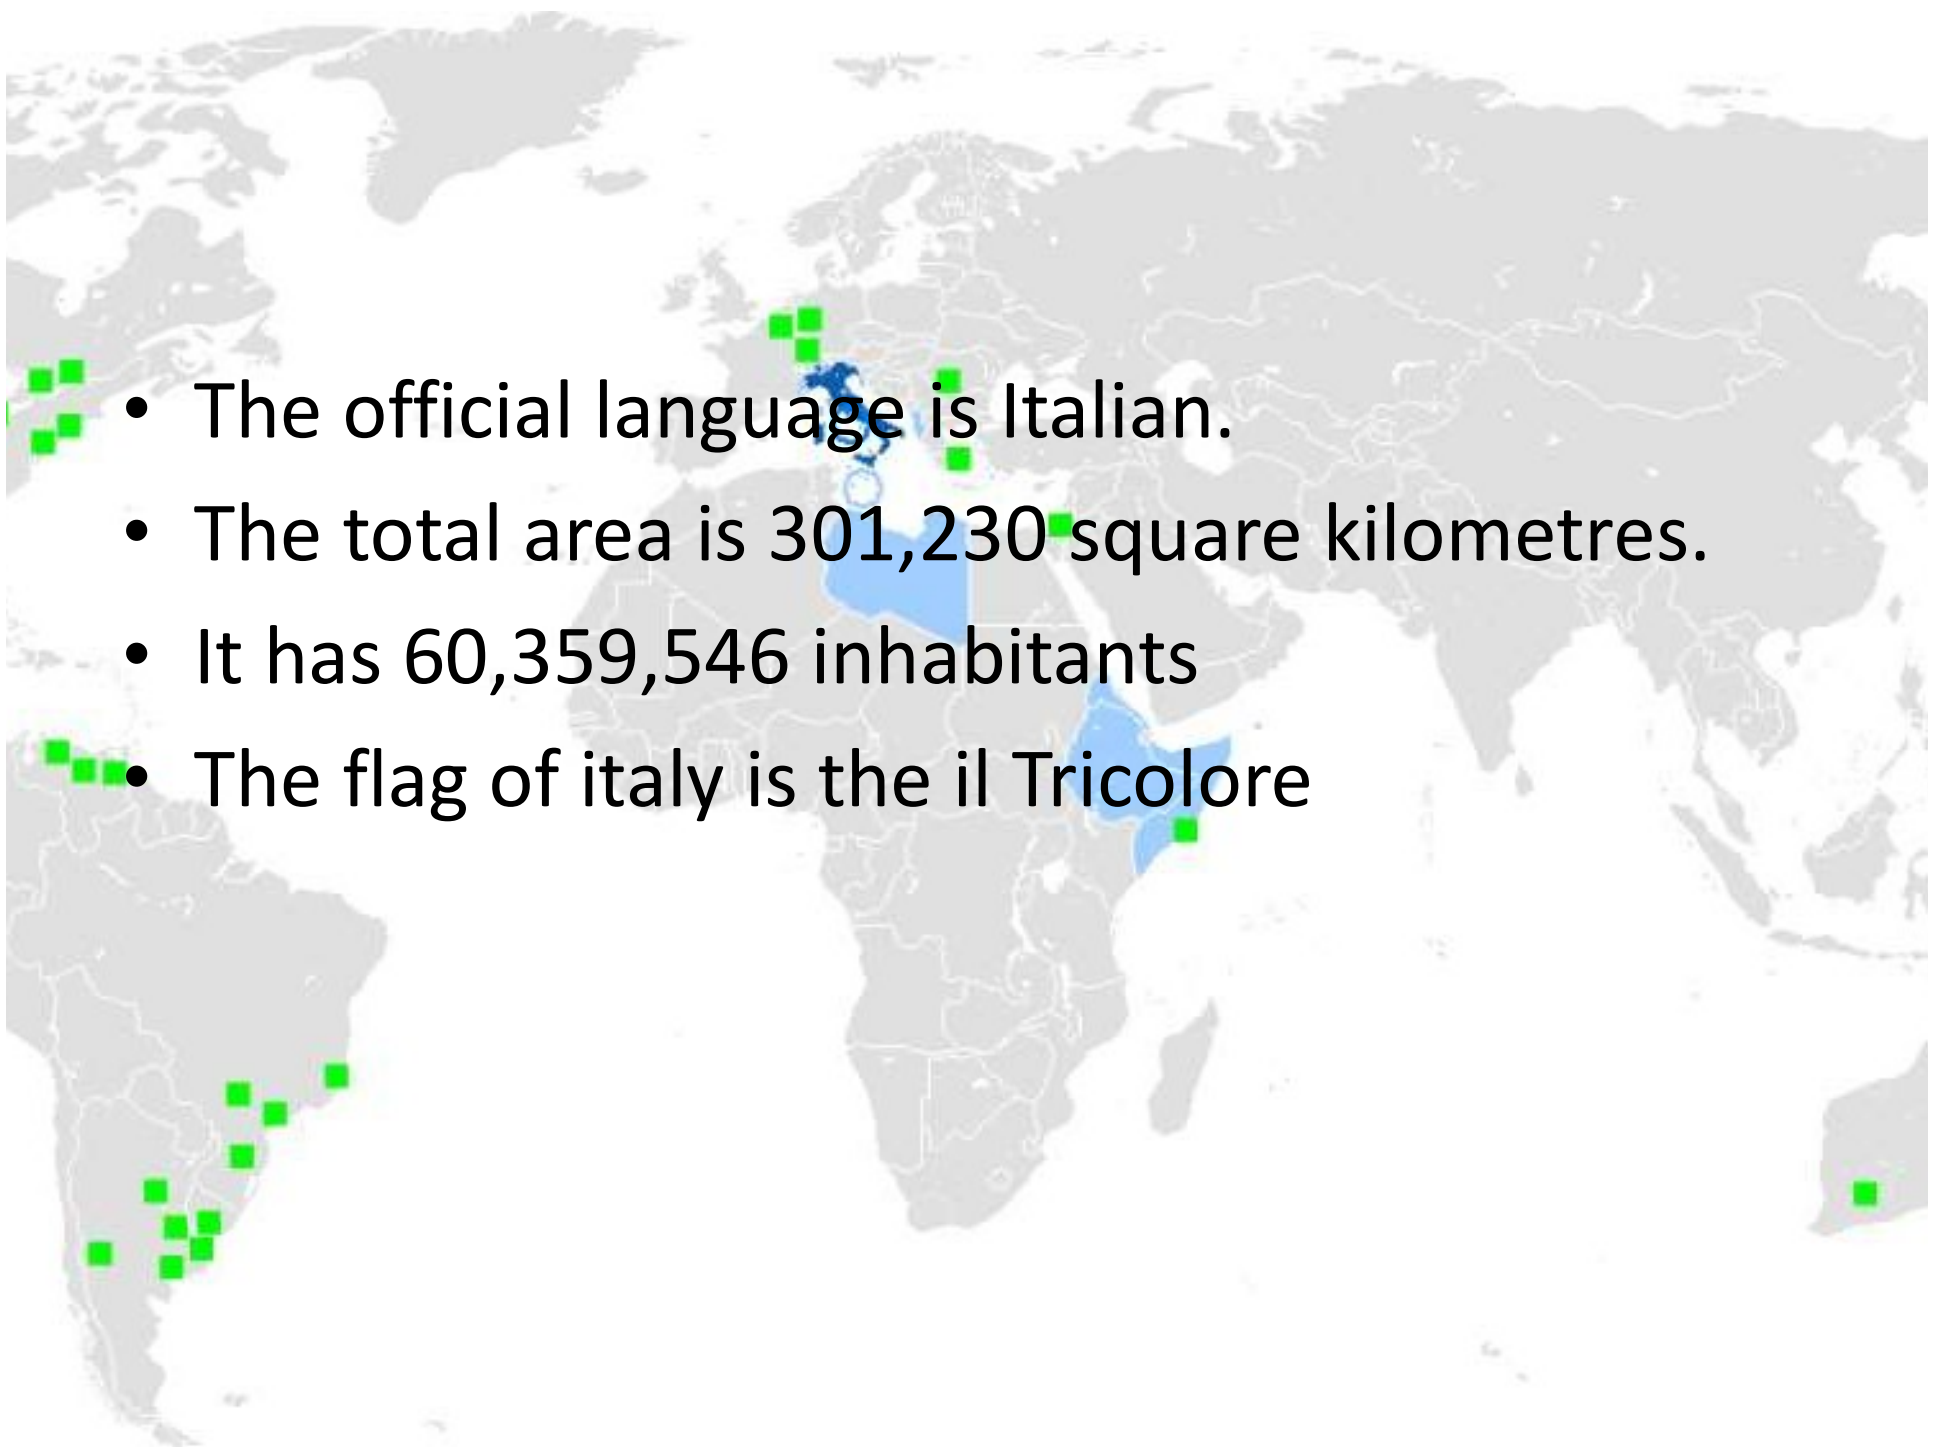 • The official language is Italian.
• The total area is 301,230 square kilometres.
• It has 60,359,546 inhabitants
• The flag of italy is the il Tricolore